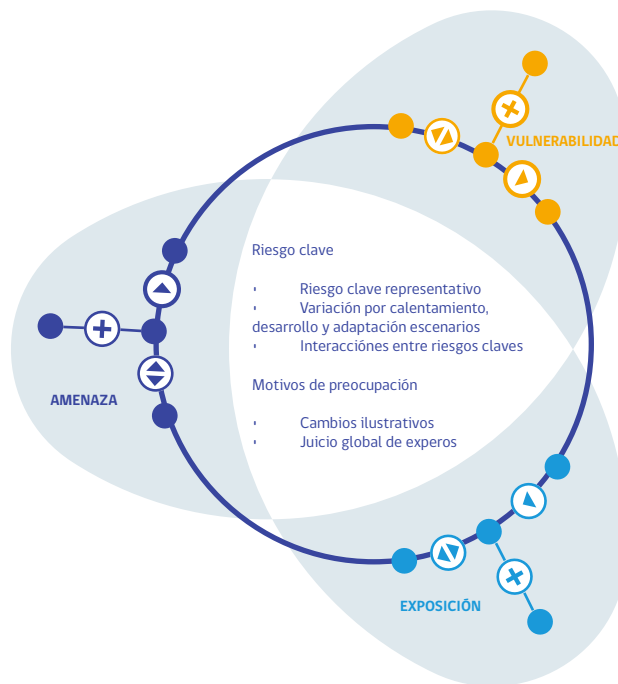 VULNERABILIDAD
Riesgo clave
' Riesgo clave representativo
' Variación por calentamiento,
desarrollo y adaptación escenarios
' Interacciónes entre riesgos claves
Motivos de preocupación
' Cambios ilustrativos
' Juicio global de experos
AMENAZA
EXPOSICIÓN